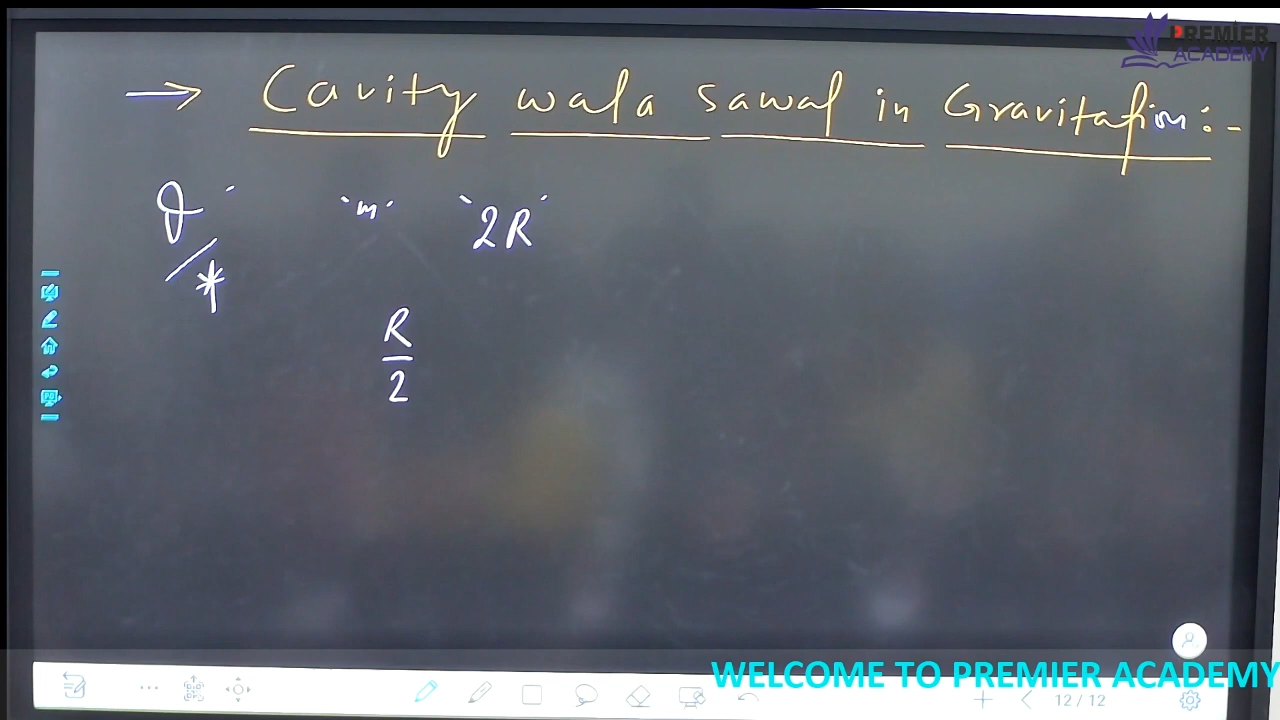 PREMIER
ACADEMY
→ Cavity wala sawal in Gravitation:-
'm' '2R'
R
2
WELCOME TO PREMIER ACADEMY
12/12